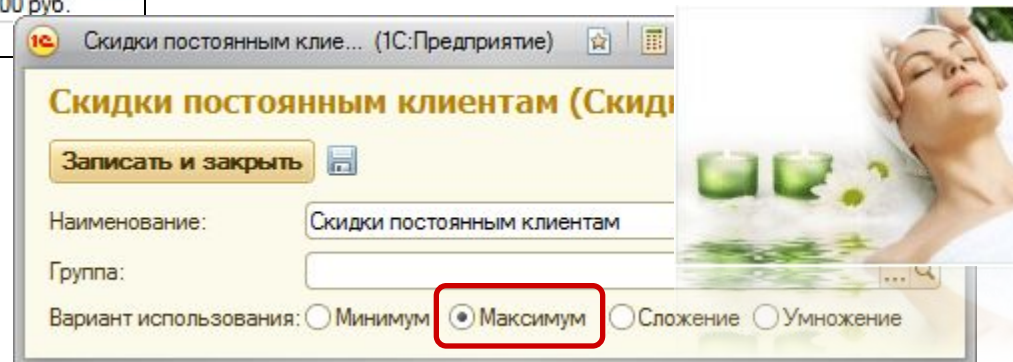 00 руб.
1С Скидки постоянным клие... (1С:Предприятие)
Скидки постоянным клиентам (Скид
Записать и закрыть
Наименование: Скидки постоянным клиентам
Группа: ...
Вариант использования: Минимум Максимум Сложение Умножение